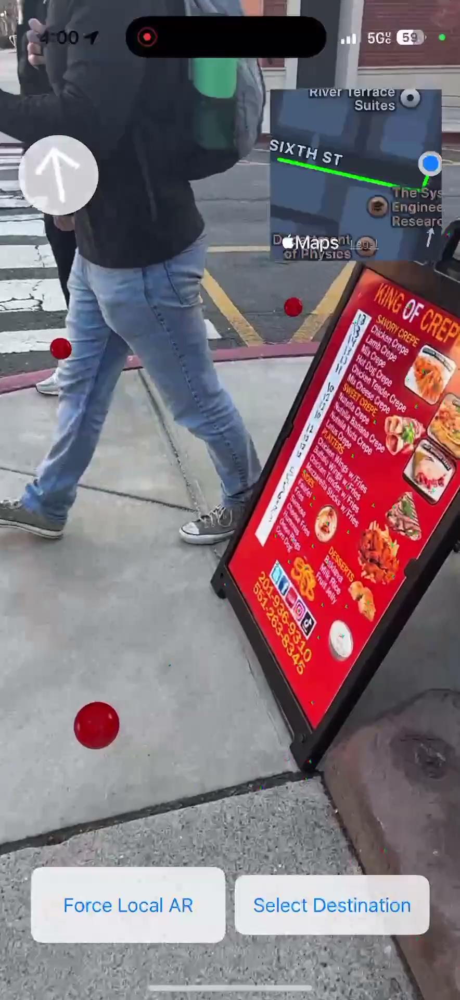 4:00
5G
59
River Terrace
Suites
SIXTH ST
The Sys
Enginee
Researc
Department
of Physics
Maps
Legal
KING OF CREP
SAVORY CREPE
Chicken Crepe
Lamb Crepe
Mix Crepe
Hot Dog Crepe
Chicken Tender Crepe
Mix Cheese Crepe
SWEET CREPE
Nutella Crepe
Nutella Banana Crepe
Nutella Nuts Crepe
Lotus Crepe
PLATTERS
Chicken Wings w/Fries
Buffalo Wings w/Fries
Chicken Tender w/Fries
Mozzarella Sticks w/Fries
SIDES
Falafel
Fries
Cheese Fries
Hummus
Onion Rings
Corn Dog
DESSERTS
Baklava
Milk Rice
Fruit Jelly
201-936-9310
551-263-8345
Force Local AR
Select Destination